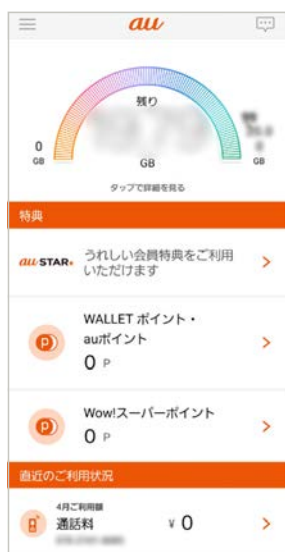 au
残り
0
GB
GB
GB
タップで詳細を見る
特典
au STAR
うれしい会員特典をご利用
いただけます
WALLET ポイント・
auポイント
0 P
Wow!スーパーポイント
0 P
直近のご利用状況
4月ご利用額
通話料
¥ 0